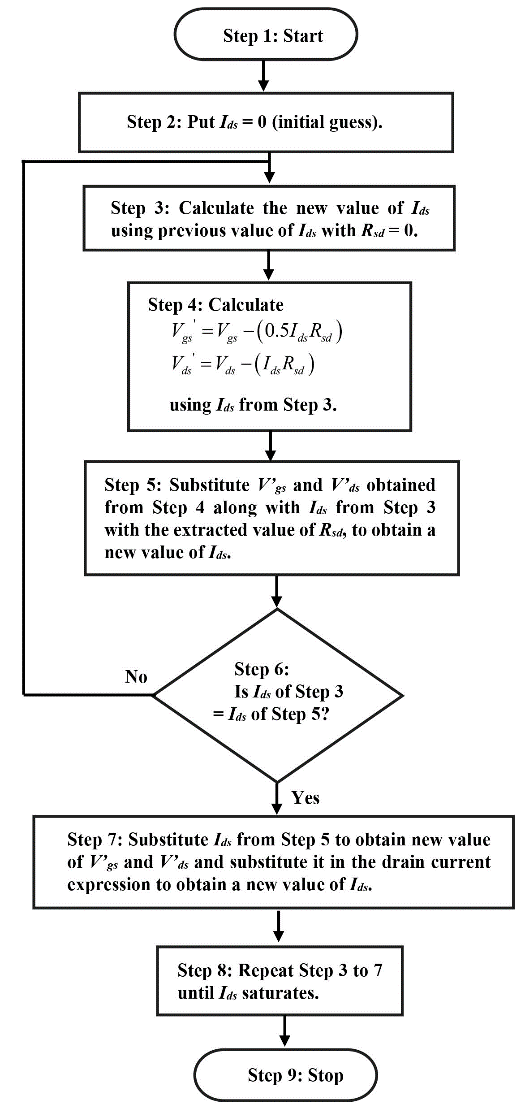 Step 1: Start
Step 2: Put Ids = 0 (initial guess).
Step 3: Calculate the new value of Ids
using previous value of Ids with Rsd = 0.
Step 4: Calculate
Vgs' = Vgs − (0.5IdsRsd)
Vds' = Vds − (IdsRsd)
using Ids from Step 3.
Step 5: Substitute V'gs and V'ds obtained
from Step 4 along with Ids from Step 3
with the extracted value of Rsd, to obtain a
new value of Ids.
No
Step 6:
Is Ids of Step 3
= Ids of Step 5?
Yes
Step 7: Substitute Ids from Step 5 to obtain new value
of V'gs and V'ds and substitute it in the drain current
expression to obtain a new value of Ids.
Step 8: Repeat Step 3 to 7
until Ids saturates.
Step 9: Stop